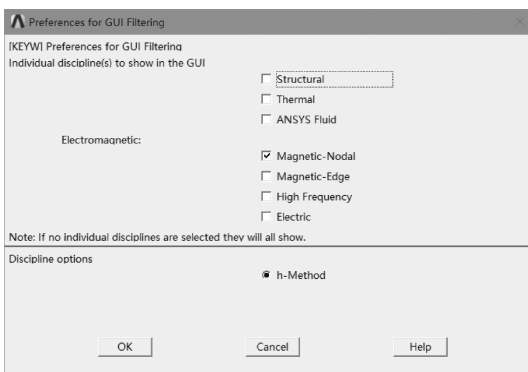 Preferences for GUI Filtering
[KEYW] Preferences for GUI Filtering
Individual discipline(s) to show in the GUI
Structural
Thermal
ANSYS Fluid
Electromagnetic:
Magnetic-Nodal
Magnetic-Edge
High Frequency
Electric
Note: If no individual disciplines are selected they will all show.
Discipline options
h-Method
OK Cancel Help